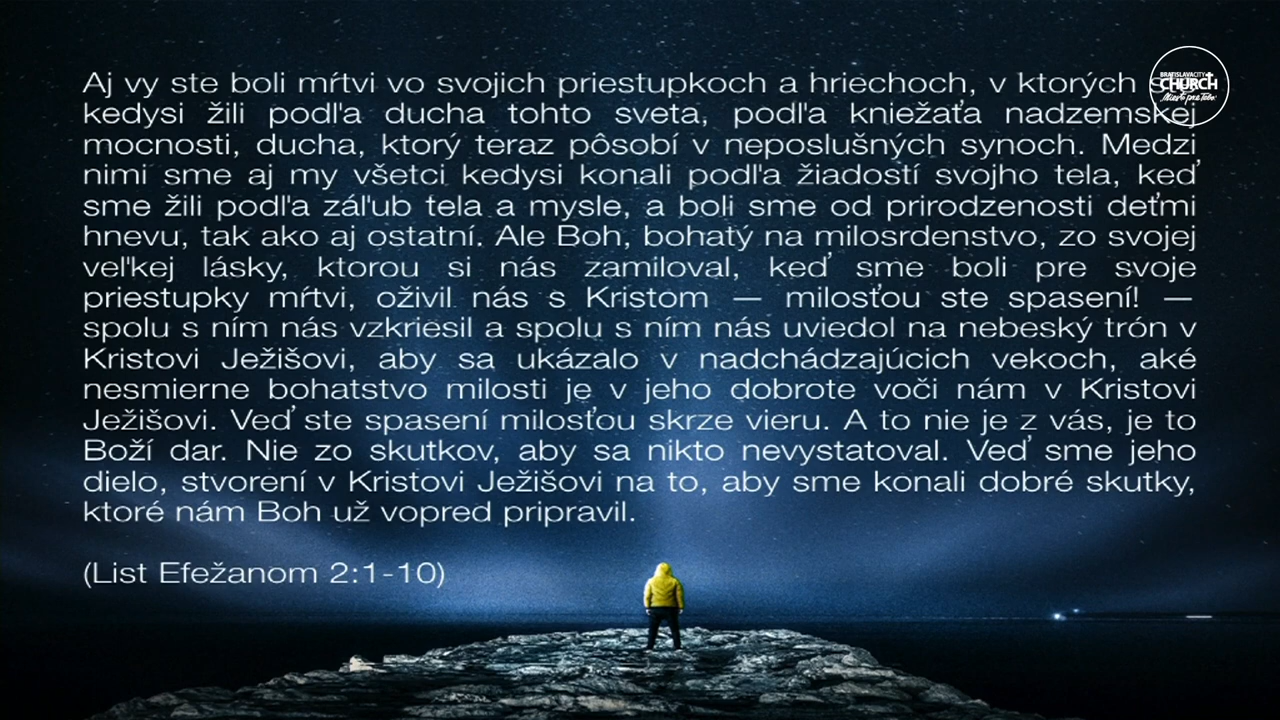 Aj vy ste boli mŕtvi vo svojich priestupkoch a hriechoch, v ktorých
kedysi žili podľa ducha tohto sveta, podľa kniežaťa nadzemskej
mocnosti, ducha, ktorý teraz pôsobí v neposlušných synoch. Medzi
nimi sme aj my všetci kedysi konali podľa žiadostí svojho tela, keď
sme žili podľa záľub tela a mysle, a boli sme od prirodzenosti deťmi
hnevu, tak ako aj ostatní. Ale Boh, bohatý na milosrdenstvo, zo svojej
veľkej lásky, ktorou si nás zamiloval, keď sme boli pre svoje
priestupky mŕtvi, oživil nás s Kristom — milosťou ste spasení! —
spolu s ním nás vzkriesil a spolu s ním nás uviedol na nebeský trón v
Kristovi Ježišovi, aby sa ukázalo v nadchádzajúcich vekoch, aké
nesmierne bohatstvo milosti je v jeho dobrote voči nám v Kristovi
Ježišovi. Veď ste spasení milosťou skrze vieru. A to nie je z vás, je to
Boží dar. Nie zo skutkov, aby sa nikto nevystatoval. Veď sme jeho
dielo, stvorení v Kristovi Ježišovi na to, aby sme konali dobré skutky,
ktoré nám Boh už vopred pripravil.
(List Efežanom 2:1-10)
BRATISLAVACITY
CHURCH
Miesto pre Teba!